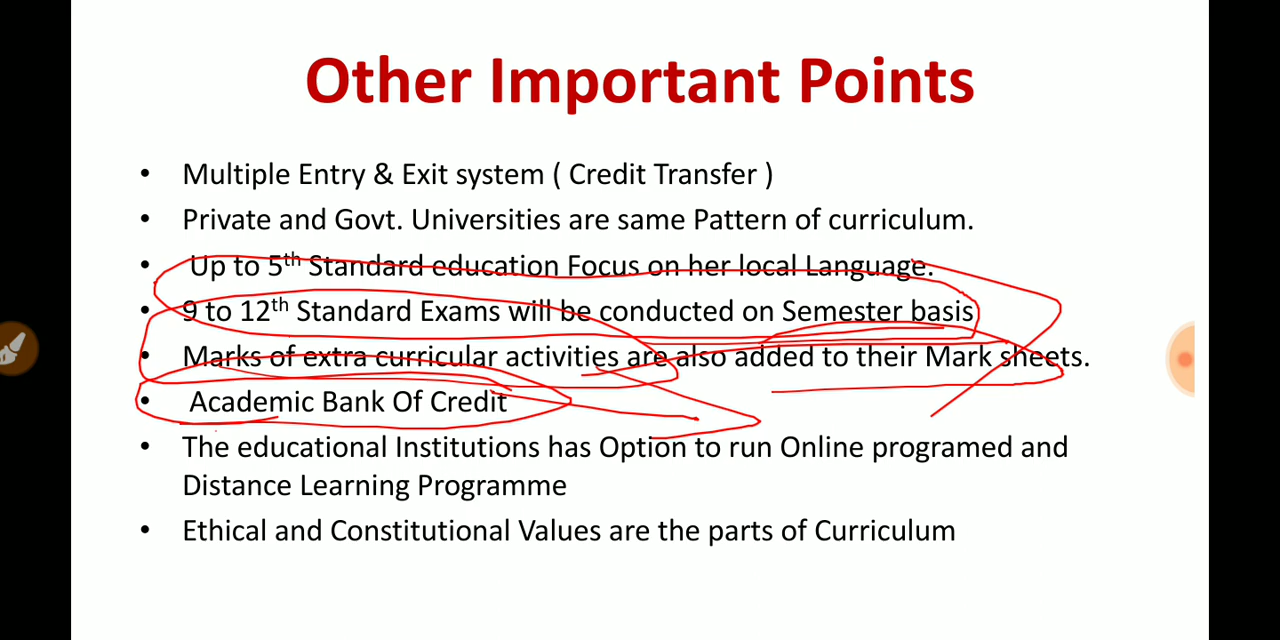 Other Important Points
• Multiple Entry & Exit system ( Credit Transfer )
• Private and Govt. Universities are same Pattern of curriculum.
• Up to 5th Standard education Focus on her local Language.
• 9 to 12th Standard Exams will be conducted on Semester basis
• Marks of extra curricular activities are also added to their Mark sheets.
• Academic Bank Of Credit
• The educational Institutions has Option to run Online programed and
Distance Learning Programme
• Ethical and Constitutional Values are the parts of Curriculum